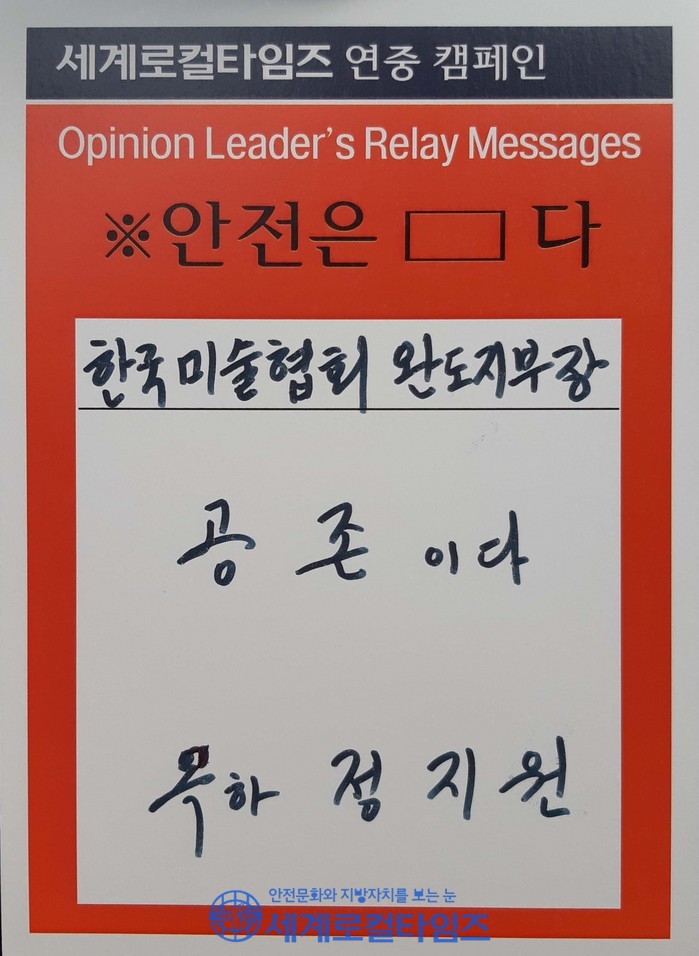 세계로컬타임즈 연중 캠페인
Opinion Leader's Relay Messages
※안전은 ▭ 다
한국미술협회 완도지부장
공존이다
목하 정지원
안전문화와 지방자치를 보는 눈
세계로컬타임즈